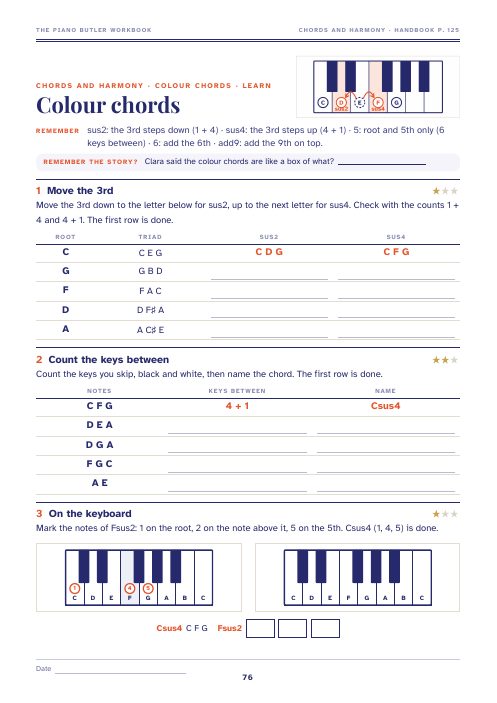 THE PIANO BUTLER WORKBOOK
CHORDS AND HARMONY · HANDBOOK P. 125
CHORDS AND HARMONY · COLOUR CHORDS · LEARN
Colour chords
C D E F G
sus2 sus4
REMEMBER sus2: the 3rd steps down (1 + 4) · sus4: the 3rd steps up (4 + 1) · 5: root and 5th only (6
keys between) · 6: add the 6th · add9: add the 9th on top.
REMEMBER THE STORY? Clara said the colour chords are like a box of what?
1 Move the 3rd
Move the 3rd down to the letter below for sus2, up to the next letter for sus4. Check with the counts 1 +
4 and 4 + 1. The first row is done.
ROOT TRIAD SUS2 SUS4
C C E G C D G C F G
G G B D
F F A C
D D F♯ A
A A C♯ E
2 Count the keys between
Count the keys you skip, black and white, then name the chord. The first row is done.
NOTES KEYS BETWEEN NAME
C F G 4 + 1 Csus4
D E A
D G A
F G C
A E
3 On the keyboard
Mark the notes of Fsus2: 1 on the root, 2 on the note above it, 5 on the 5th. Csus4 (1, 4, 5) is done.
1 4 5
C D E F G A B C
C D E F G A B C
Csus4 C F G Fsus2
Date
76